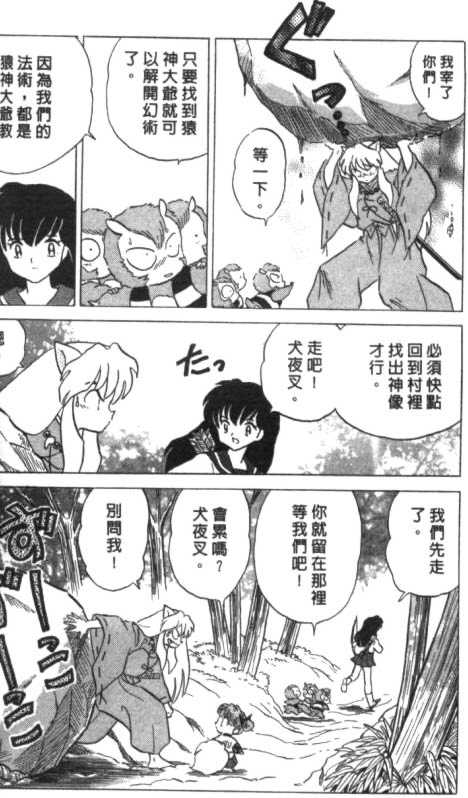 我宰了
你們！
等一下。
只要找到猿
神大爺就可
以解開幻術
了。
因為我們的
法術，都是
猿神大爺教
必須快點
回到村裡
找出神像
才行。
走吧！
犬夜叉。
たっ
我們先走
了。
你就留在那裡
等我們吧！
會累嗎？
犬夜叉。
別問我！